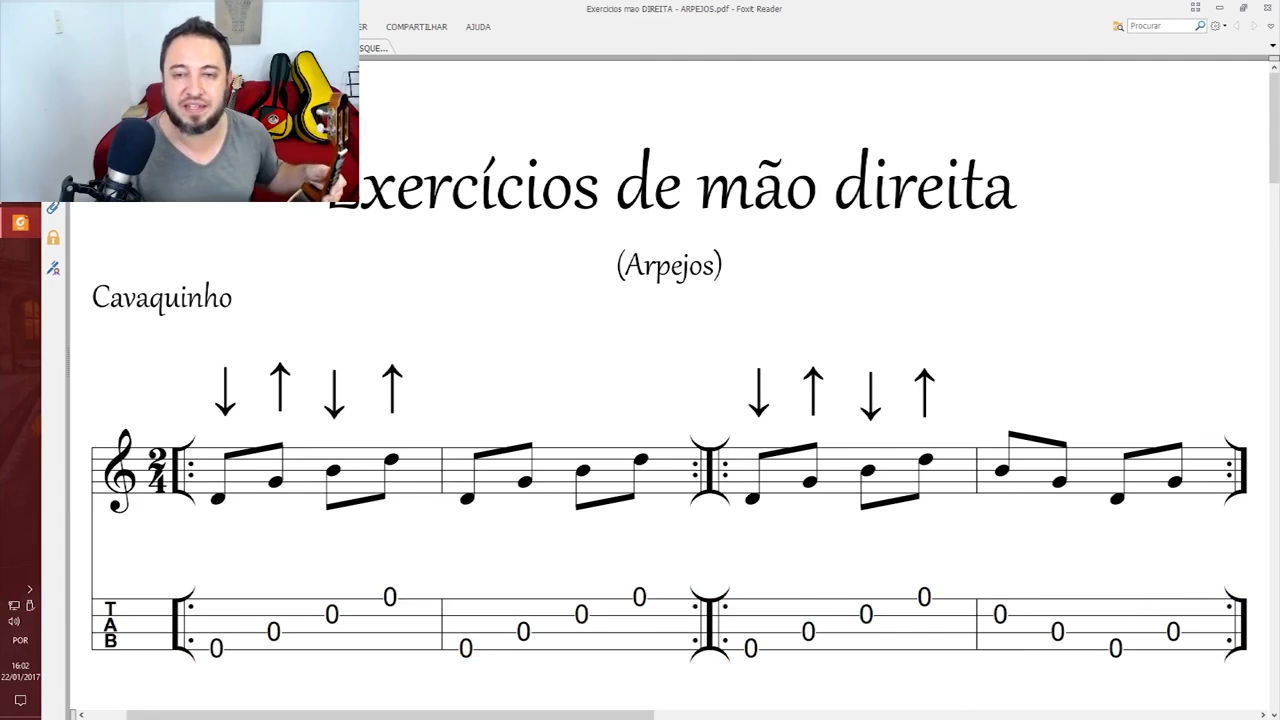 Exercicios mao DIREITA - ARPEJOS.pdf - Foxit Reader
COMPARTILHAR AJUDA
Procurar
SQUE...
Exercícios de mão direita
(Arpejos)
Cavaquinho
2
4
T
A
B
0 0 0 0 0 0 0 0 0 0 0 0 0 0 0 0
POR
16:02
22/01/2017